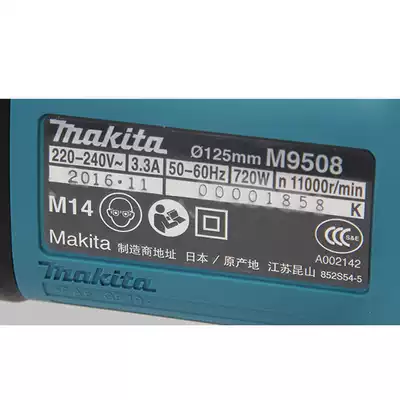 makita Ø125mm M9508
220-240V~ 3.3A 50-60Hz 720W n 11000r/min
2016·11 00001858 K
M14
CCC S&E
A002142
Makita 制造商地址 日本 / 原产地 江苏昆山 852S54-5
makita